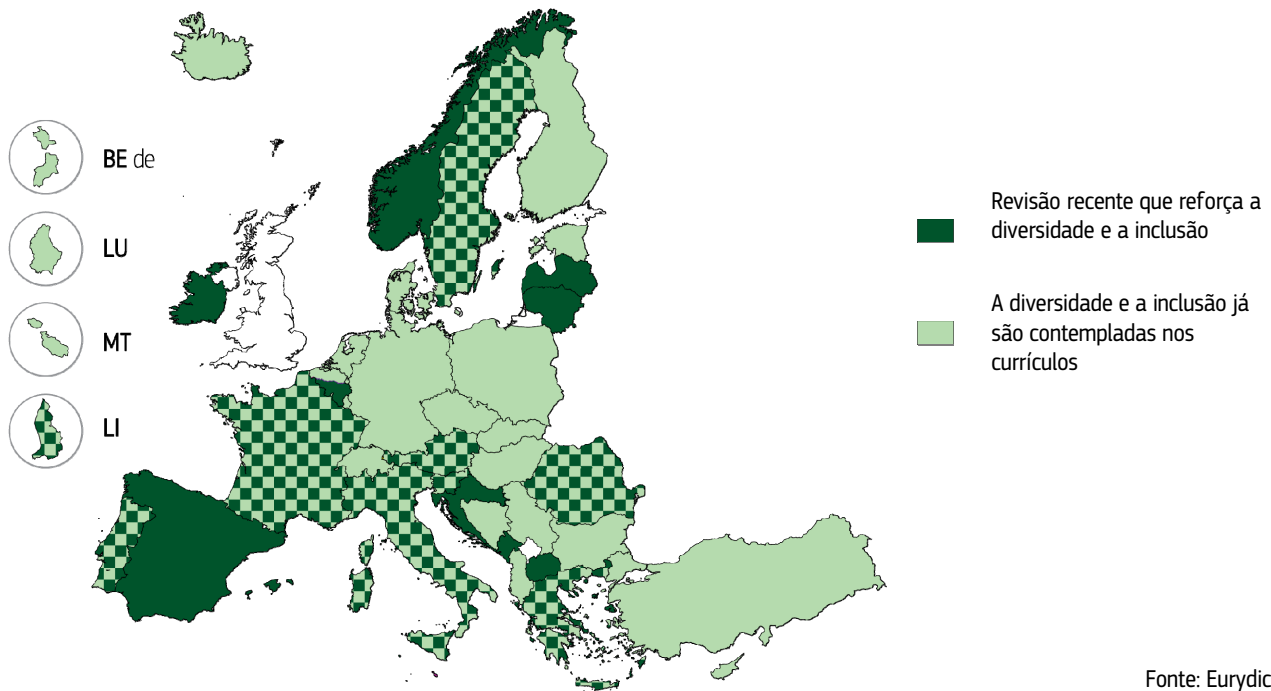 BE de
LU
MT
LI
Revisão recente que reforça a
diversidade e a inclusão
A diversidade e a inclusão já
são contempladas nos
currículos
Fonte: Eurydic